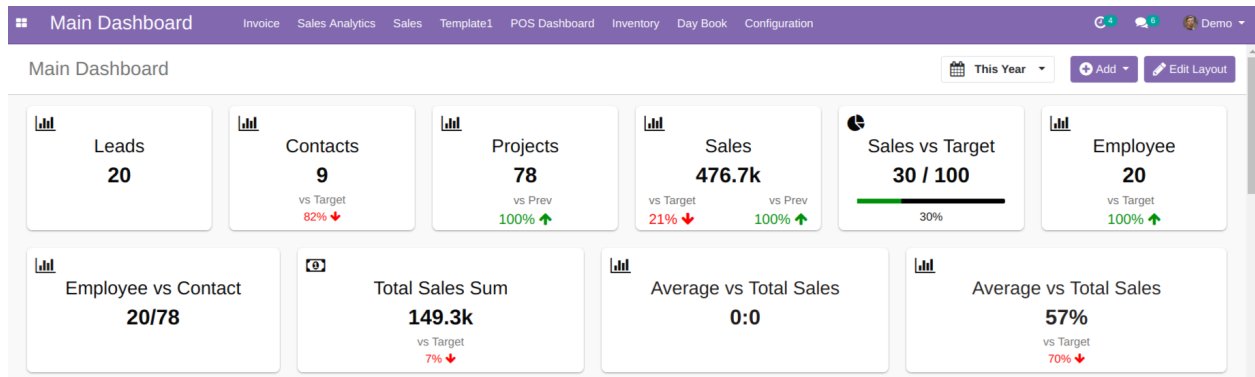 Main Dashboard Invoice Sales Analytics Sales Template1 POS Dashboard Inventory Day Book Configuration 4 6 Demo
Main Dashboard This Year Add Edit Layout
Leads
20
Contacts
9
vs Target
82%
Projects
78
vs Prev
100%
Sales
476.7k
vs Target vs Prev
21% 100%
Sales vs Target
30 / 100
30%
Employee
20
vs Target
100%
Employee vs Contact
20/78
Total Sales Sum
149.3k
vs Target
7%
Average vs Total Sales
0:0
Average vs Total Sales
57%
vs Target
70%